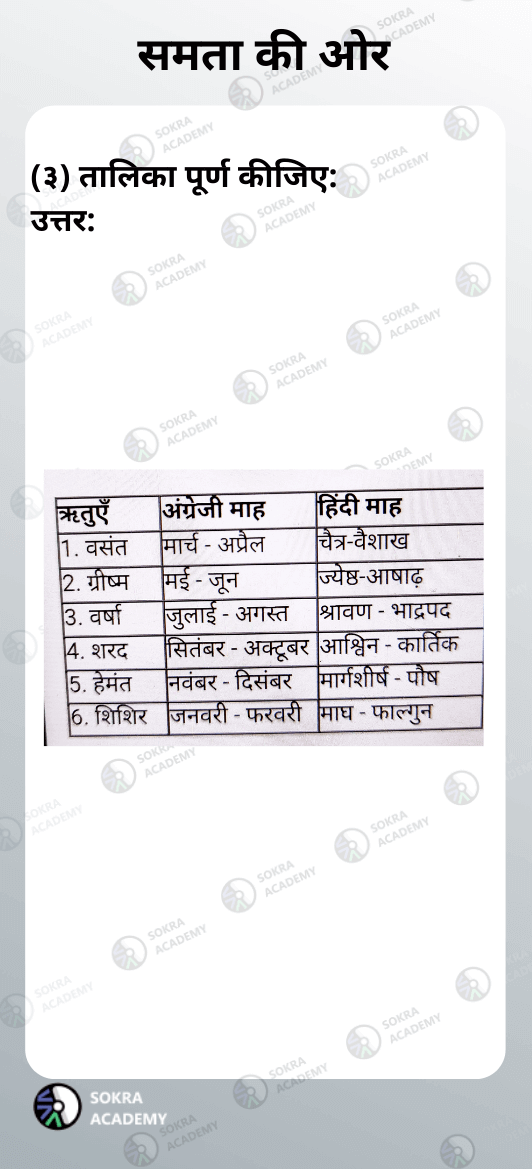 समता की ओर
(३) तालिका पूर्ण कीजिए:
उत्तर:
ऋतुएँ अंग्रेजी माह हिंदी माह
1. वसंत मार्च - अप्रैल चैत्र-वैशाख
2. ग्रीष्म मई - जून ज्येष्ठ-आषाढ़
3. वर्षा जुलाई - अगस्त श्रावण - भाद्रपद
4. शरद सितंबर - अक्टूबर आश्विन - कार्तिक
5. हेमंत नवंबर - दिसंबर मार्गशीर्ष - पौष
6. शिशिर जनवरी - फरवरी माघ - फाल्गुन
SOKRA
ACADEMY